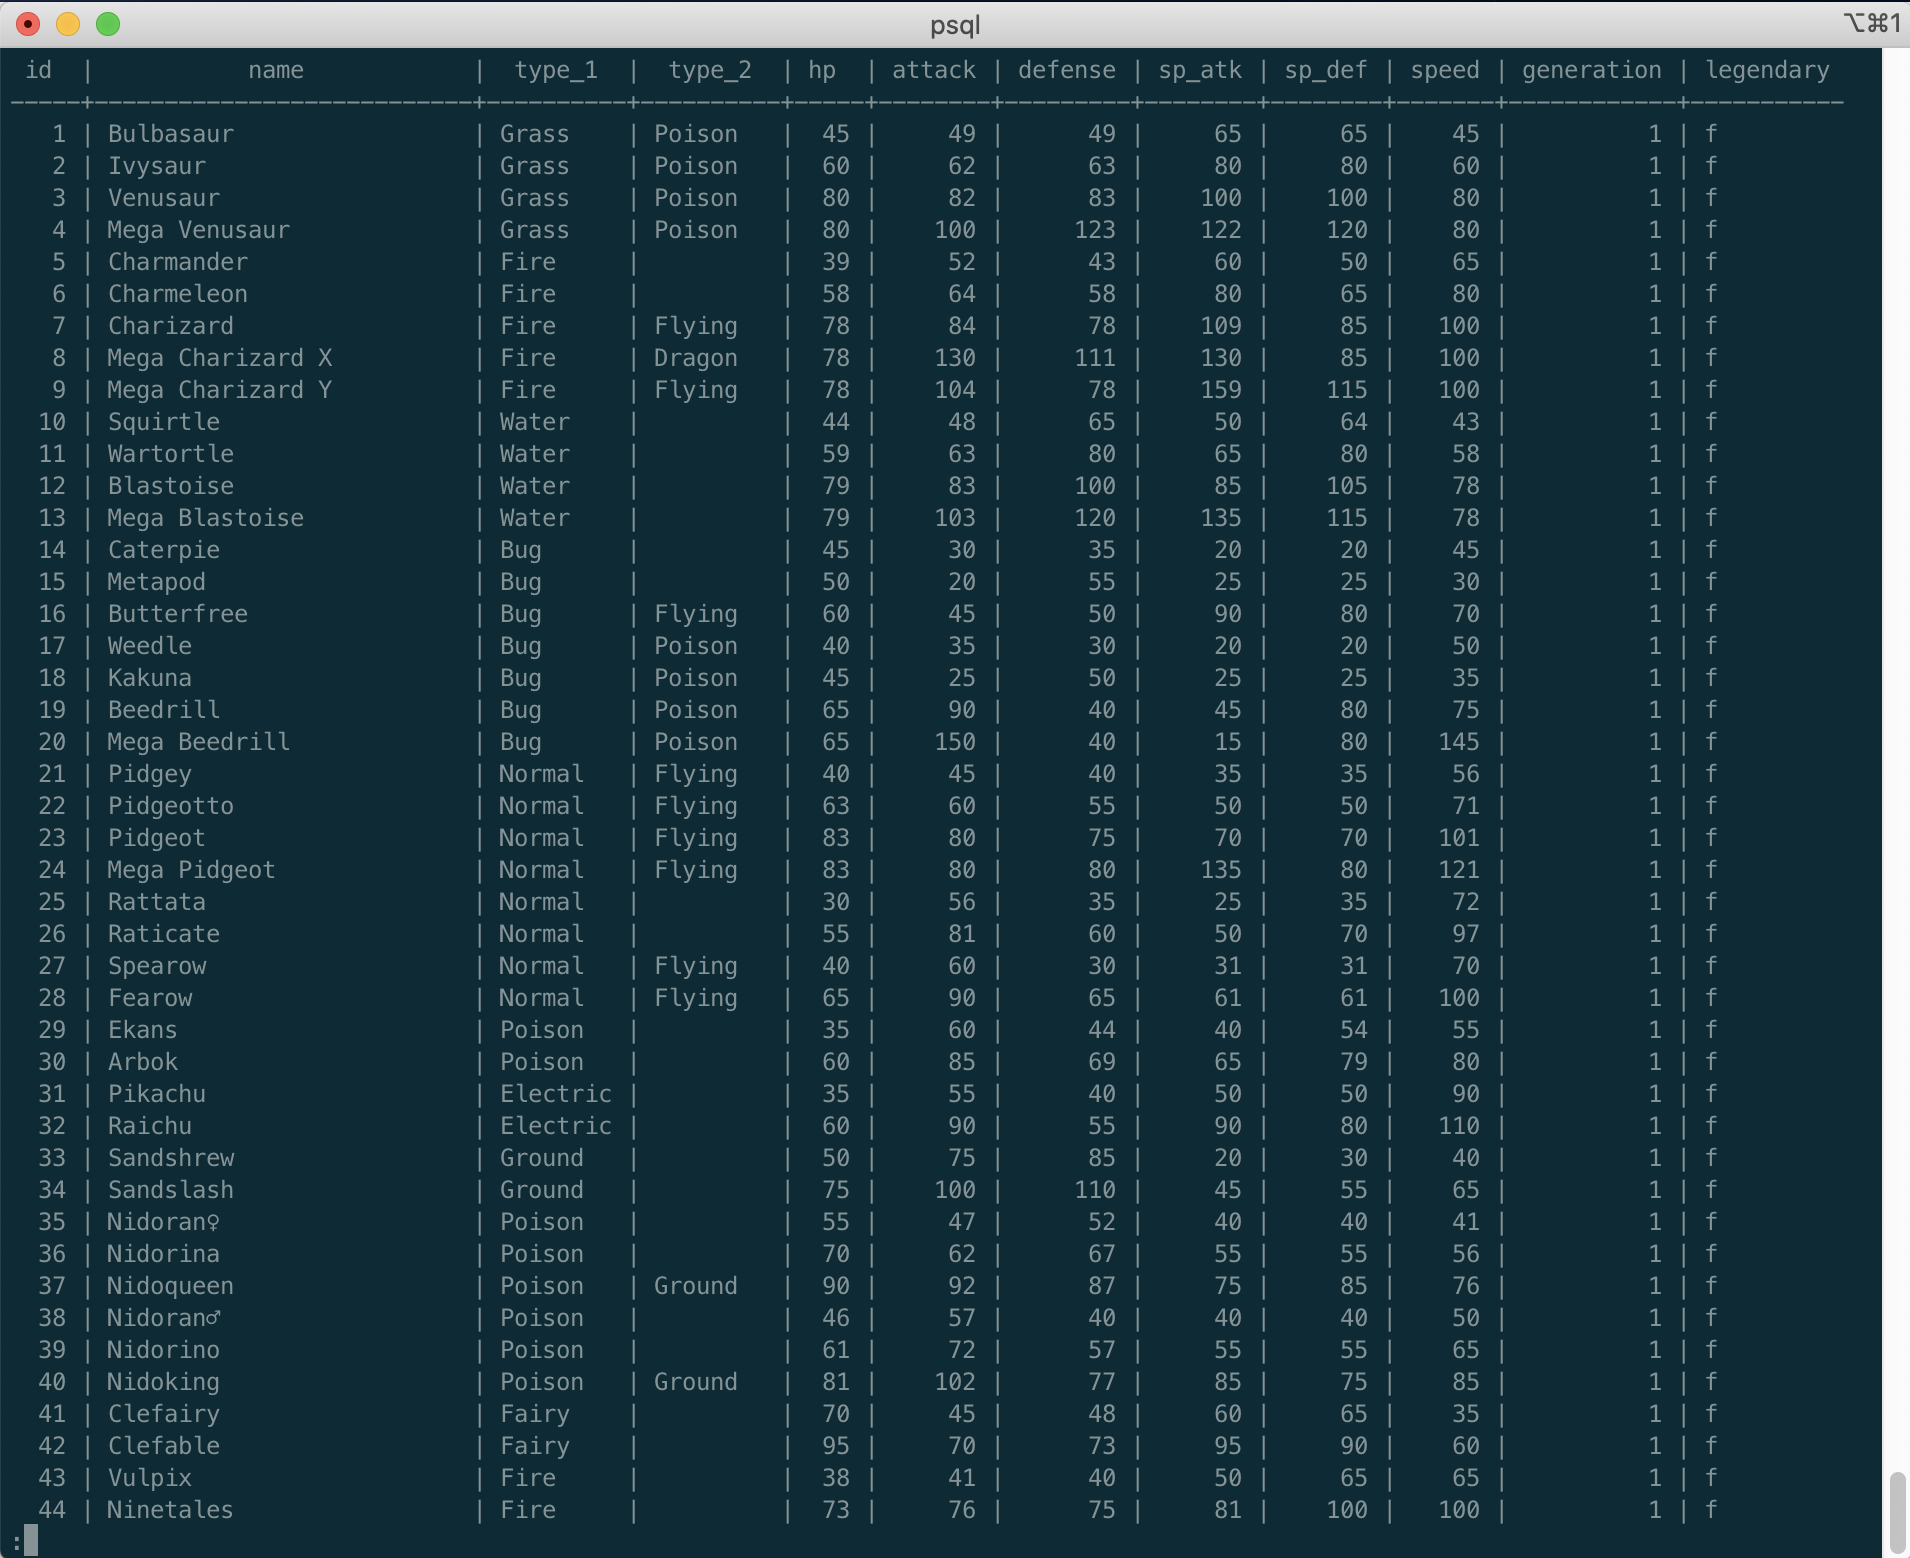 psql ⌥⌘1
id | name | type_1 | type_2 | hp | attack | defense | sp_atk | sp_def | speed | generation | legendary
1 | Bulbasaur | Grass | Poison | 45 | 49 | 49 | 65 | 65 | 45 | 1 | f
2 | Ivysaur | Grass | Poison | 60 | 62 | 63 | 80 | 80 | 60 | 1 | f
3 | Venusaur | Grass | Poison | 80 | 82 | 83 | 100 | 100 | 80 | 1 | f
4 | Mega Venusaur | Grass | Poison | 80 | 100 | 123 | 122 | 120 | 80 | 1 | f
5 | Charmander | Fire | | 39 | 52 | 43 | 60 | 50 | 65 | 1 | f
6 | Charmeleon | Fire | | 58 | 64 | 58 | 80 | 65 | 80 | 1 | f
7 | Charizard | Fire | Flying | 78 | 84 | 78 | 109 | 85 | 100 | 1 | f
8 | Mega Charizard X | Fire | Dragon | 78 | 130 | 111 | 130 | 85 | 100 | 1 | f
9 | Mega Charizard Y | Fire | Flying | 78 | 104 | 78 | 159 | 115 | 100 | 1 | f
10 | Squirtle | Water | | 44 | 48 | 65 | 50 | 64 | 43 | 1 | f
11 | Wartortle | Water | | 59 | 63 | 80 | 65 | 80 | 58 | 1 | f
12 | Blastoise | Water | | 79 | 83 | 100 | 85 | 105 | 78 | 1 | f
13 | Mega Blastoise | Water | | 79 | 103 | 120 | 135 | 115 | 78 | 1 | f
14 | Caterpie | Bug | | 45 | 30 | 35 | 20 | 20 | 45 | 1 | f
15 | Metapod | Bug | | 50 | 20 | 55 | 25 | 25 | 30 | 1 | f
16 | Butterfree | Bug | Flying | 60 | 45 | 50 | 90 | 80 | 70 | 1 | f
17 | Weedle | Bug | Poison | 40 | 35 | 30 | 20 | 20 | 50 | 1 | f
18 | Kakuna | Bug | Poison | 45 | 25 | 50 | 25 | 25 | 35 | 1 | f
19 | Beedrill | Bug | Poison | 65 | 90 | 40 | 45 | 80 | 75 | 1 | f
20 | Mega Beedrill | Bug | Poison | 65 | 150 | 40 | 15 | 80 | 145 | 1 | f
21 | Pidgey | Normal | Flying | 40 | 45 | 40 | 35 | 35 | 56 | 1 | f
22 | Pidgeotto | Normal | Flying | 63 | 60 | 55 | 50 | 50 | 71 | 1 | f
23 | Pidgeot | Normal | Flying | 83 | 80 | 75 | 70 | 70 | 101 | 1 | f
24 | Mega Pidgeot | Normal | Flying | 83 | 80 | 80 | 135 | 80 | 121 | 1 | f
25 | Rattata | Normal | | 30 | 56 | 35 | 25 | 35 | 72 | 1 | f
26 | Raticate | Normal | | 55 | 81 | 60 | 50 | 70 | 97 | 1 | f
27 | Spearow | Normal | Flying | 40 | 60 | 30 | 31 | 31 | 70 | 1 | f
28 | Fearow | Normal | Flying | 65 | 90 | 65 | 61 | 61 | 100 | 1 | f
29 | Ekans | Poison | | 35 | 60 | 44 | 40 | 54 | 55 | 1 | f
30 | Arbok | Poison | | 60 | 85 | 69 | 65 | 79 | 80 | 1 | f
31 | Pikachu | Electric | | 35 | 55 | 40 | 50 | 50 | 90 | 1 | f
32 | Raichu | Electric | | 60 | 90 | 55 | 90 | 80 | 110 | 1 | f
33 | Sandshrew | Ground | | 50 | 75 | 85 | 20 | 30 | 40 | 1 | f
34 | Sandslash | Ground | | 75 | 100 | 110 | 45 | 55 | 65 | 1 | f
35 | Nidoran♀ | Poison | | 55 | 47 | 52 | 40 | 40 | 41 | 1 | f
36 | Nidorina | Poison | | 70 | 62 | 67 | 55 | 55 | 56 | 1 | f
37 | Nidoqueen | Poison | Ground | 90 | 92 | 87 | 75 | 85 | 76 | 1 | f
38 | Nidoran♂ | Poison | | 46 | 57 | 40 | 40 | 40 | 50 | 1 | f
39 | Nidorino | Poison | | 61 | 72 | 57 | 55 | 55 | 65 | 1 | f
40 | Nidoking | Poison | Ground | 81 | 102 | 77 | 85 | 75 | 85 | 1 | f
41 | Clefairy | Fairy | | 70 | 45 | 48 | 60 | 65 | 35 | 1 | f
42 | Clefable | Fairy | | 95 | 70 | 73 | 95 | 90 | 60 | 1 | f
43 | Vulpix | Fire | | 38 | 41 | 40 | 50 | 65 | 65 | 1 | f
44 | Ninetales | Fire | | 73 | 76 | 75 | 81 | 100 | 100 | 1 | f
: